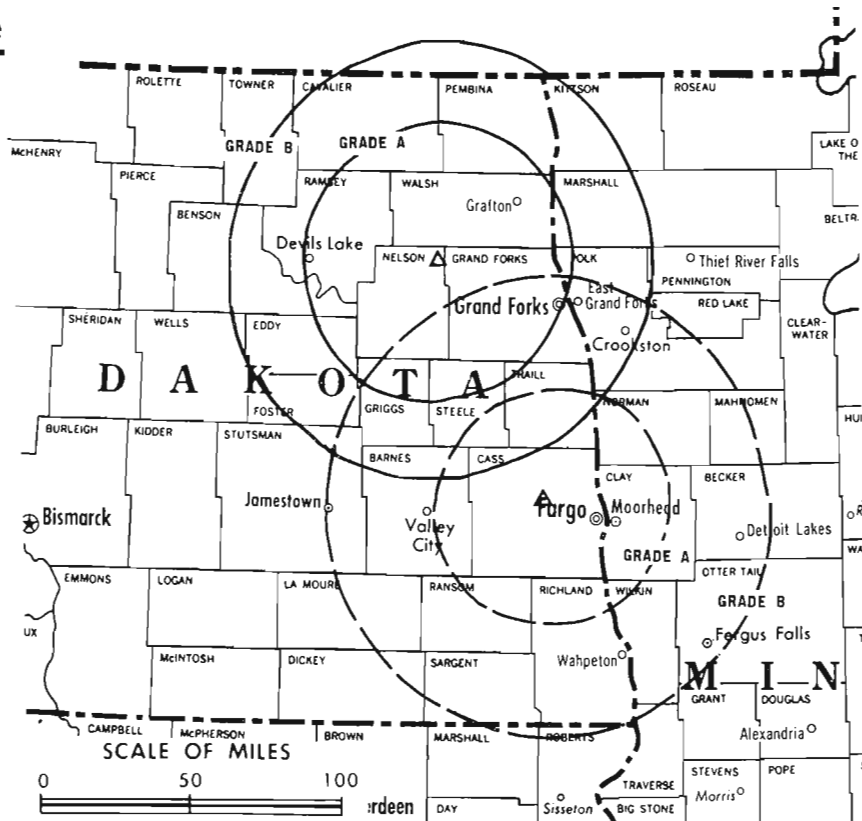 ROLETTE
TOWNER
CAVALIER
PEMBINA
KITTSON
ROSEAU
GRADE B
GRADE A
McHENRY
LAKE O
THE
PIERCE
RAMSEY
WALSH
MARSHALL
BENSON
Grafton
BELTR
Devils Lake
NELSON
GRAND FORKS
POLK
Thief River Falls
PENNINGTON
Grand Forks
East
Grand Forks
RED LAKE
SHERIDAN
WELLS
EDDY
Crookston
CLEAR-
WATER
DAKOTA
TRAILL
FOSTER
GRIGGS
STEELE
NORMAN
MAHNOMEN
BURLEIGH
KIDDER
STUTSMAN
BARNES
CASS
CLAY
BECKER
Jamestown
Bismarck
Valley
City
Fargo
Moorhead
Detroit Lakes
GRADE A
EMMONS
LOGAN
LA MOURE
RANSOM
RICHLAND
WILKIN
OTTER TAIL
GRADE B
UX
Fergus Falls
McINTOSH
DICKEY
SARGENT
Wahpeton
MIN
GRANT
DOUGLAS
CAMPBELL
McPHERSON
BROWN
MARSHALL
ROBERTS
Alexandria
SCALE OF MILES
0 50 100
TRAVERSE
STEVENS
POPE
erdeen
DAY
Sisseton
BIG STONE
Morris